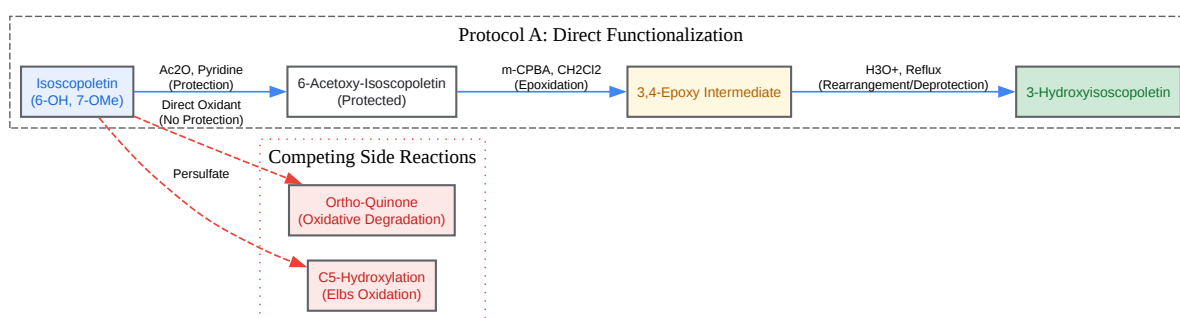 Protocol A: Direct Functionalization
Isoscopoletin
(6-OH, 7-OMe)
Ac2O, Pyridine
(Protection)
Direct Oxidant
(No Protection)
6-Acetoxy-Isoscopoletin
(Protected)
m-CPBA, CH2Cl2
(Epoxidation)
3,4-Epoxy Intermediate
H3O+, Reflux
(Rearrangement/Deprotection)
3-Hydroxyisoscopoletin
Competing Side Reactions
Persulfate
Ortho-Quinone
(Oxidative Degradation)
C5-Hydroxylation
(Elbs Oxidation)